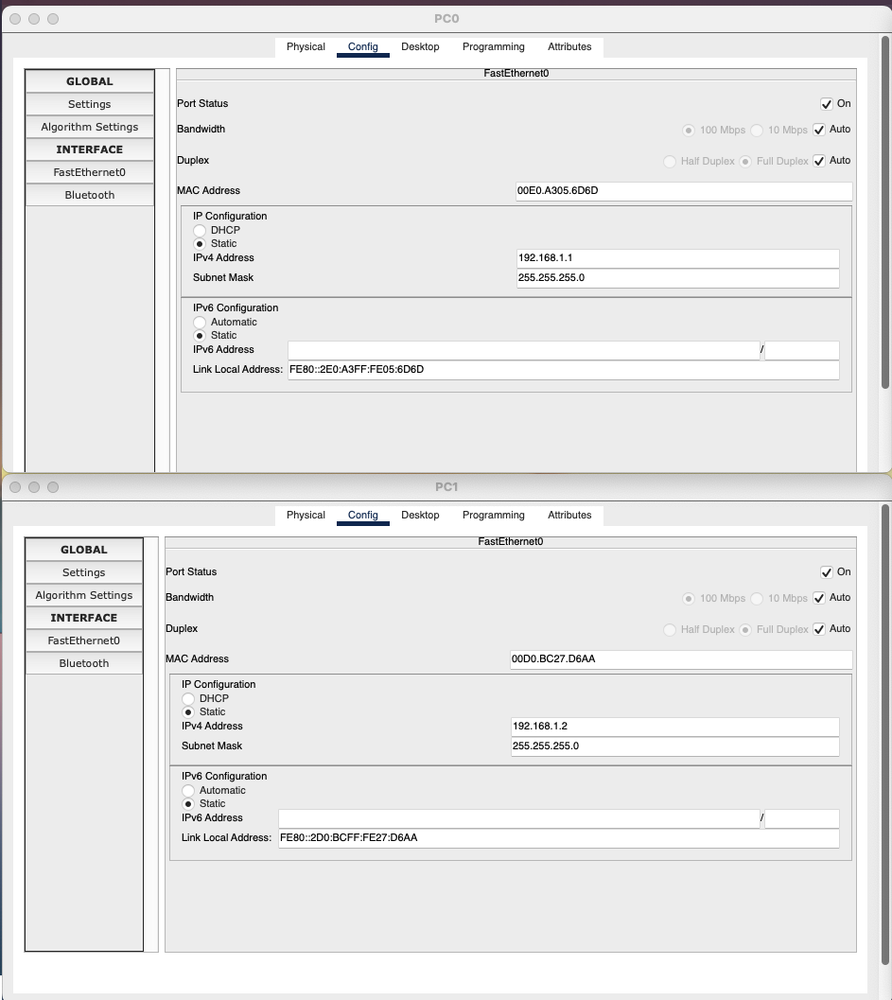 PC0
Physical Config Desktop Programming Attributes
GLOBAL
Settings
Algorithm Settings
INTERFACE
FastEthernet0
Bluetooth
FastEthernet0
Port Status On
Bandwidth 100 Mbps 10 Mbps Auto
Duplex Half Duplex Full Duplex Auto
MAC Address 00E0.A305.6D6D
IP Configuration
DHCP
Static
IPv4 Address 192.168.1.1
Subnet Mask 255.255.255.0
IPv6 Configuration
Automatic
Static
IPv6 Address /
Link Local Address: FE80::2E0:A3FF:FE05:6D6D
PC1
Physical Config Desktop Programming Attributes
GLOBAL
Settings
Algorithm Settings
INTERFACE
FastEthernet0
Bluetooth
FastEthernet0
Port Status On
Bandwidth 100 Mbps 10 Mbps Auto
Duplex Half Duplex Full Duplex Auto
MAC Address 00D0.BC27.D6AA
IP Configuration
DHCP
Static
IPv4 Address 192.168.1.2
Subnet Mask 255.255.255.0
IPv6 Configuration
Automatic
Static
IPv6 Address /
Link Local Address: FE80::2D0:BCFF:FE27:D6AA